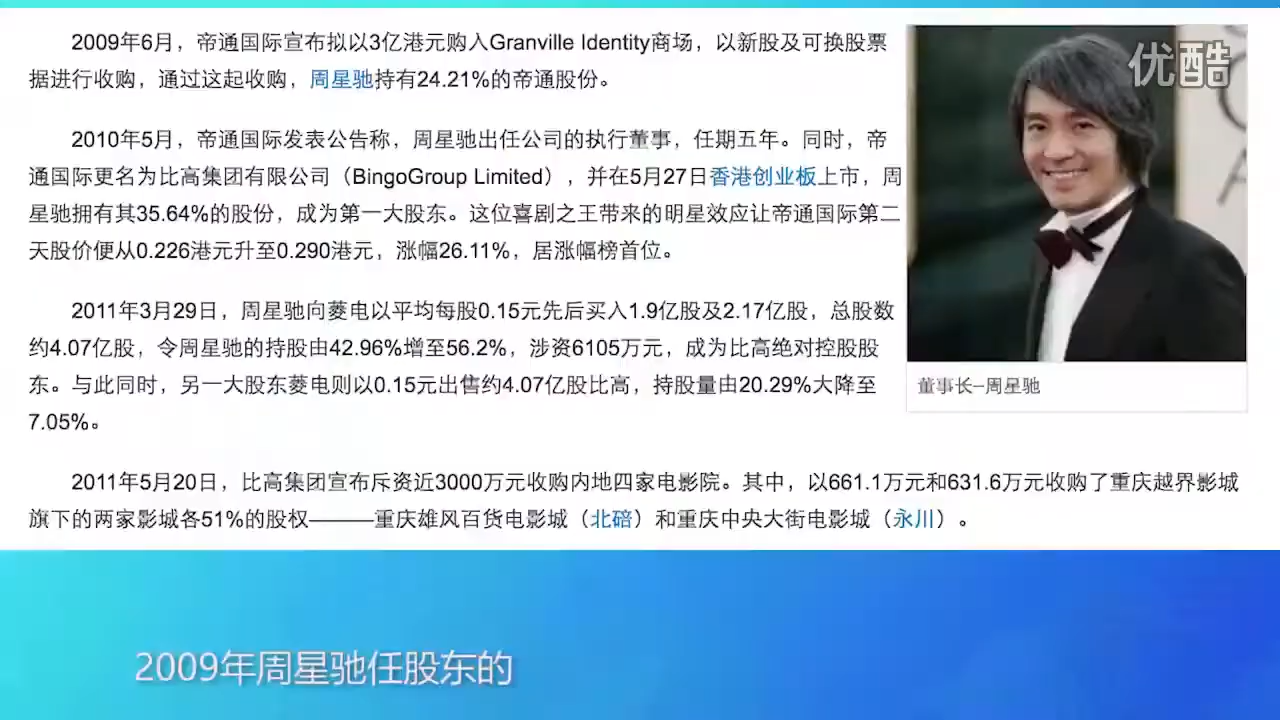 2009年6月，帝通国际宣布拟以3亿港元购入Granville Identity商场，以新股及可换股票
据进行收购，通过这起收购，周星驰持有24.21%的帝通股份。
2010年5月，帝通国际发表公告称，周星驰出任公司的执行董事，任期五年。同时，帝
通国际更名为比高集团有限公司（BingoGroup Limited），并在5月27日香港创业板上市，周
星驰拥有其35.64%的股份，成为第一大股东。这位喜剧之王带来的明星效应让帝通国际第二
天股价便从0.226港元升至0.290港元，涨幅26.11%，居涨幅榜首位。
2011年3月29日，周星驰向菱电以平均每股0.15元先后买入1.9亿股及2.17亿股，总股数
约4.07亿股，令周星驰的持股由42.96%增至56.2%，涉资6105万元，成为比高绝对控股股
东。与此同时，另一大股东菱电则以0.15元出售约4.07亿股比高，持股量由20.29%大降至
7.05%。
2011年5月20日，比高集团宣布斥资近3000万元收购内地四家电影院。其中，以661.1万元和631.6万元收购了重庆越界影城
旗下的两家影城各51%的股权———重庆雄风百货电影城（北碚）和重庆中央大街电影城（永川）。
优酷
董事长–周星驰
2009年周星驰任股东的